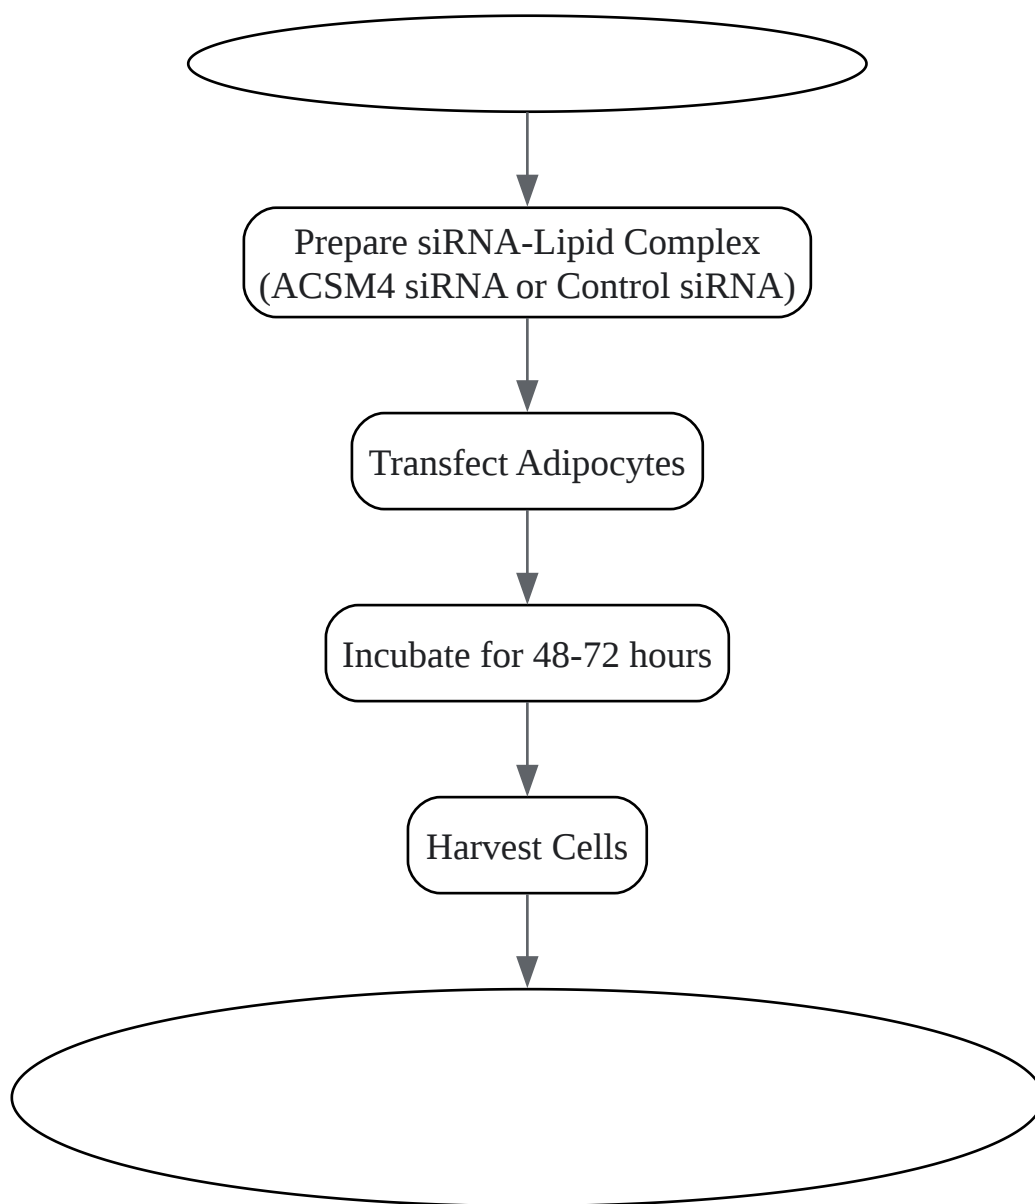 Prepare siRNA-Lipid Complex
(ACSM4 siRNA or Control siRNA)
Transfect Adipocytes
Incubate for 48-72 hours
Harvest Cells